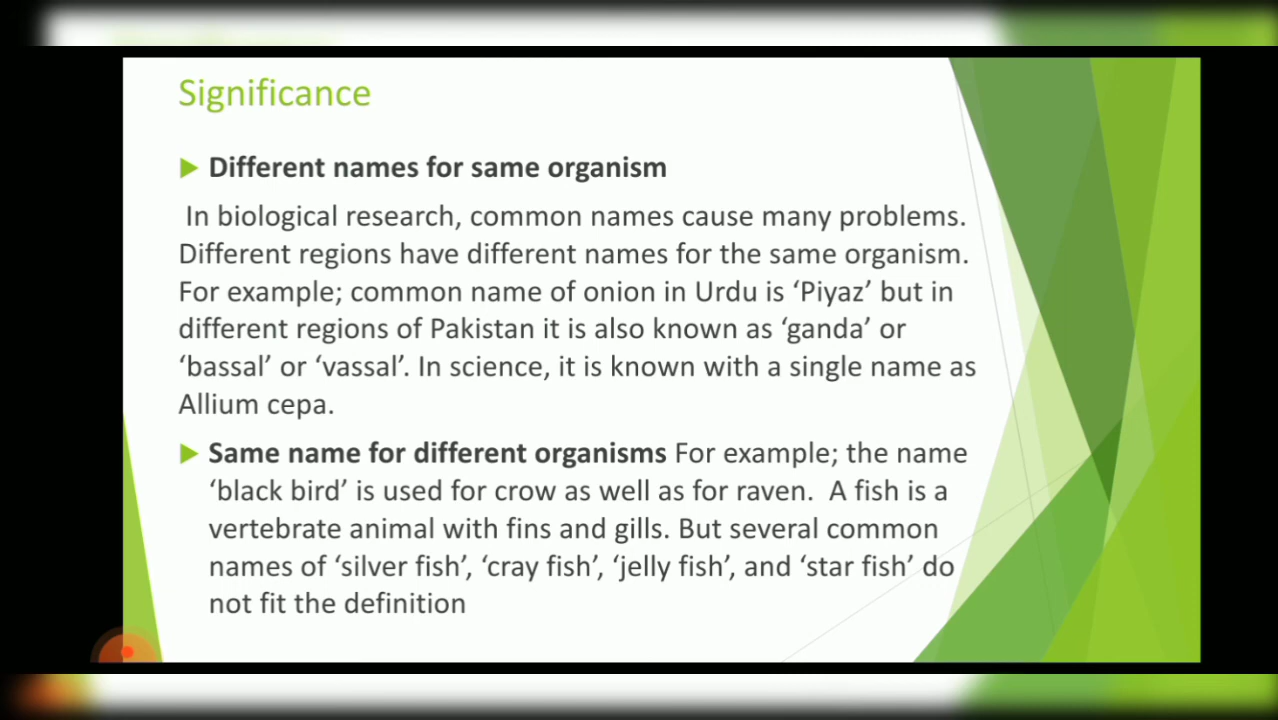 Significance
Different names for same organism
In biological research, common names cause many problems.
Different regions have different names for the same organism.
For example; common name of onion in Urdu is ‘Piyaz’ but in
different regions of Pakistan it is also known as ‘ganda’ or
‘bassal’ or ‘vassal’. In science, it is known with a single name as
Allium cepa.
Same name for different organisms For example; the name
‘black bird’ is used for crow as well as for raven. A fish is a
vertebrate animal with fins and gills. But several common
names of ‘silver fish’, ‘cray fish’, ‘jelly fish’, and ‘star fish’ do
not fit the definition